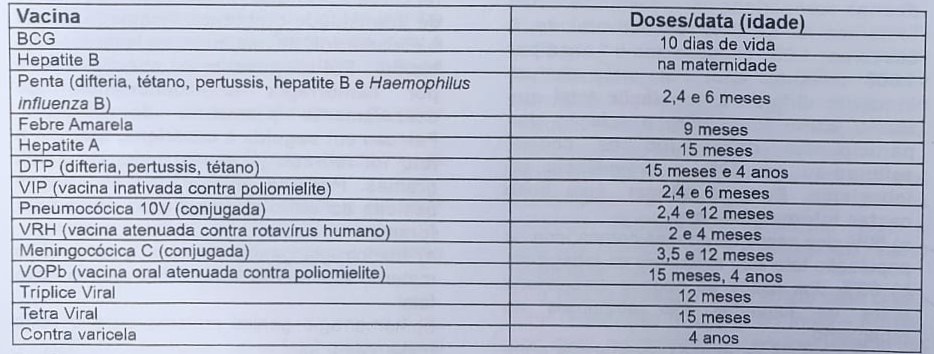 Vacina Doses/data (idade)
BCG 10 dias de vida
Hepatite B na maternidade
Penta (difteria, tétano, pertussis, hepatite B e Haemophilus
influenza B) 2,4 e 6 meses
Febre Amarela 9 meses
Hepatite A 15 meses
DTP (difteria, pertussis, tétano) 15 meses e 4 anos
VIP (vacina inativada contra poliomielite) 2,4 e 6 meses
Pneumocócica 10V (conjugada) 2,4 e 12 meses
VRH (vacina atenuada contra rotavírus humano) 2 e 4 meses
Meningocócica C (conjugada) 3,5 e 12 meses
VOPb (vacina oral atenuada contra poliomielite) 15 meses, 4 anos
Tríplice Viral 12 meses
Tetra Viral 15 meses
Contra varicela 4 anos